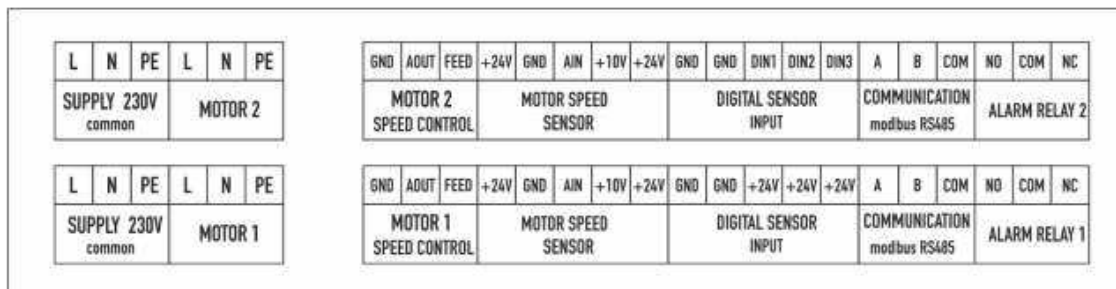 L N PE L N PE GND AOUT FEED +24V GND AIN +10V +24V GND GND DIN1 DIN2 DIN3 A B COM NO COM NC
SUPPLY 230V MOTOR 2 MOTOR 2 MOTOR SPEED DIGITAL SENSOR COMMUNICATION ALARM RELAY 2
common SPEED CONTROL SENSOR INPUT modbus RS485
L N PE L N PE GND AOUT FEED +24V GND AIN +10V +24V GND GND +24V +24V +24V A B COM NO COM NC
SUPPLY 230V MOTOR 1 MOTOR 1 MOTOR SPEED DIGITAL SENSOR COMMUNICATION ALARM RELAY 1
common SPEED CONTROL SENSOR INPUT modbus RS485